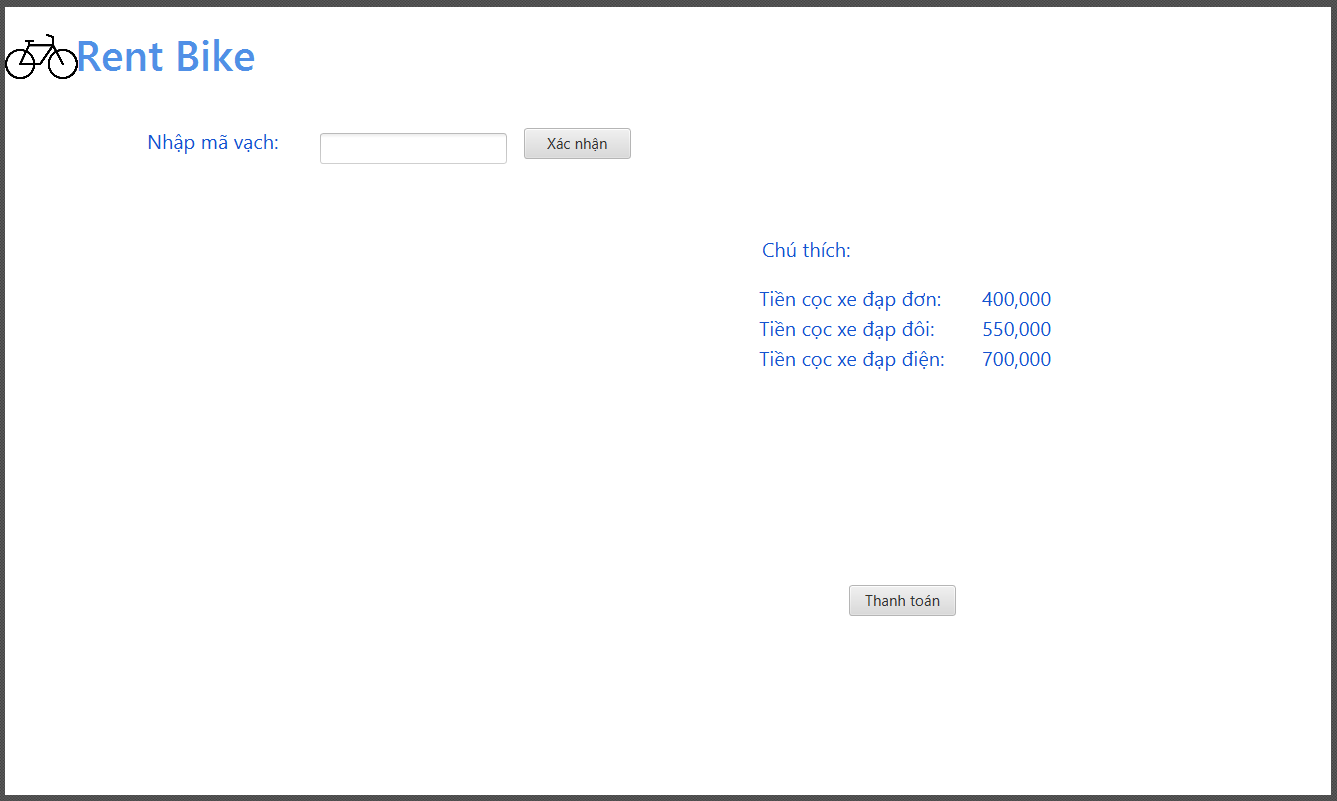 Rent Bike
Nhập mã vạch:
Xác nhận
Chú thích:
Tiền cọc xe đạp đơn: 400,000
Tiền cọc xe đạp đôi: 550,000
Tiền cọc xe đạp điện: 700,000
Thanh toán